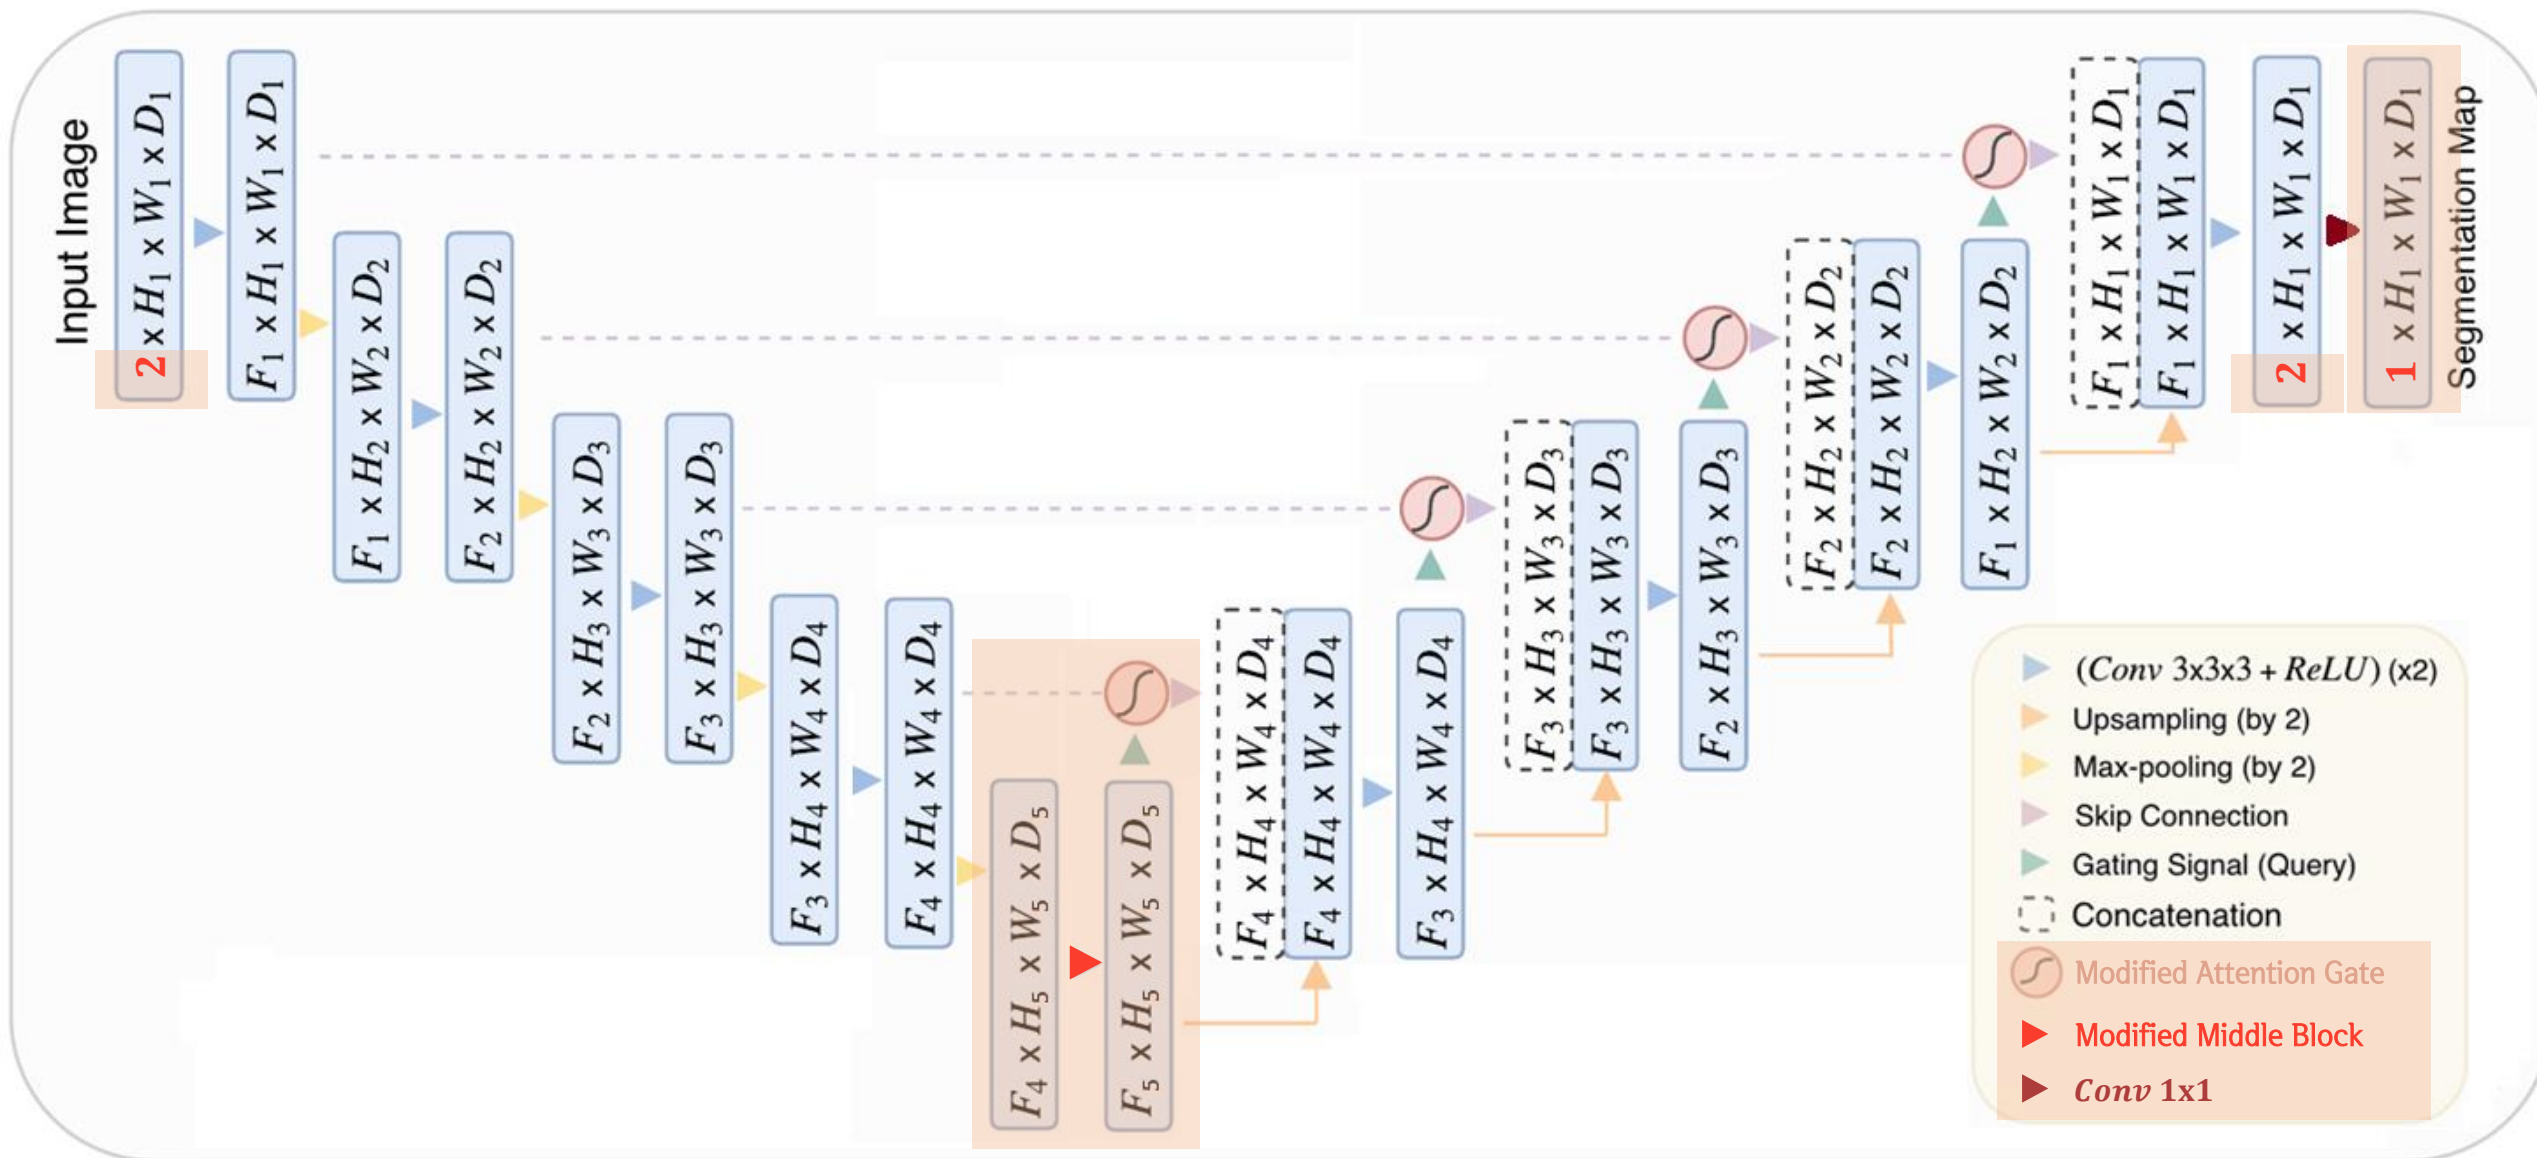 Input Image
2 x H₁ x W₁ x D₁
F₁ x H₁ x W₁ x D₁
F₁ x H₂ x W₂ x D₂
F₂ x H₂ x W₂ x D₂
F₂ x H₃ x W₃ x D₃
F₃ x H₃ x W₃ x D₃
F₃ x H₄ x W₄ x D₄
F₄ x H₄ x W₄ x D₄
F₄ x H₅ x W₅ x D₅
F₅ x H₅ x W₅ x D₅
F₄ x H₄ x W₄ x D₄
F₄ x H₄ x W₄ x D₄
F₃ x H₄ x W₄ x D₄
F₃ x H₃ x W₃ x D₃
F₃ x H₃ x W₃ x D₃
F₂ x H₃ x W₃ x D₃
F₂ x H₂ x W₂ x D₂
F₂ x H₂ x W₂ x D₂
F₁ x H₂ x W₂ x D₂
F₁ x H₁ x W₁ x D₁
F₁ x H₁ x W₁ x D₁
2 x H₁ x W₁ x D₁
1 x H₁ x W₁ x D₁
Segmentation Map
(Conv 3x3x3 + ReLU) (x2)
Upsampling (by 2)
Max-pooling (by 2)
Skip Connection
Gating Signal (Query)
Concatenation
Modified Attention Gate
Modified Middle Block
Conv 1x1